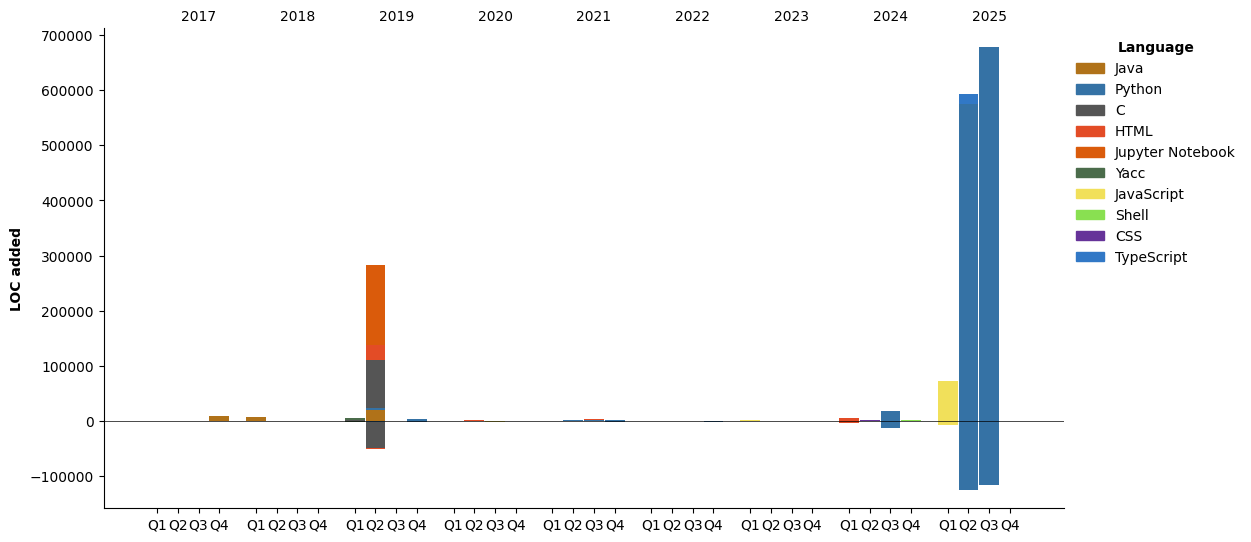 2017 2018 2019 2020 2021 2022 2023 2024 2025
700000
600000
500000
400000
300000
200000
100000
0
−100000
LOC added
Q1 Q2 Q3 Q4 Q1 Q2 Q3 Q4 Q1 Q2 Q3 Q4 Q1 Q2 Q3 Q4 Q1 Q2 Q3 Q4 Q1 Q2 Q3 Q4 Q1 Q2 Q3 Q4 Q1 Q2 Q3 Q4 Q1 Q2 Q3 Q4
Language
Java
Python
C
HTML
Jupyter Notebook
Yacc
JavaScript
Shell
CSS
TypeScript